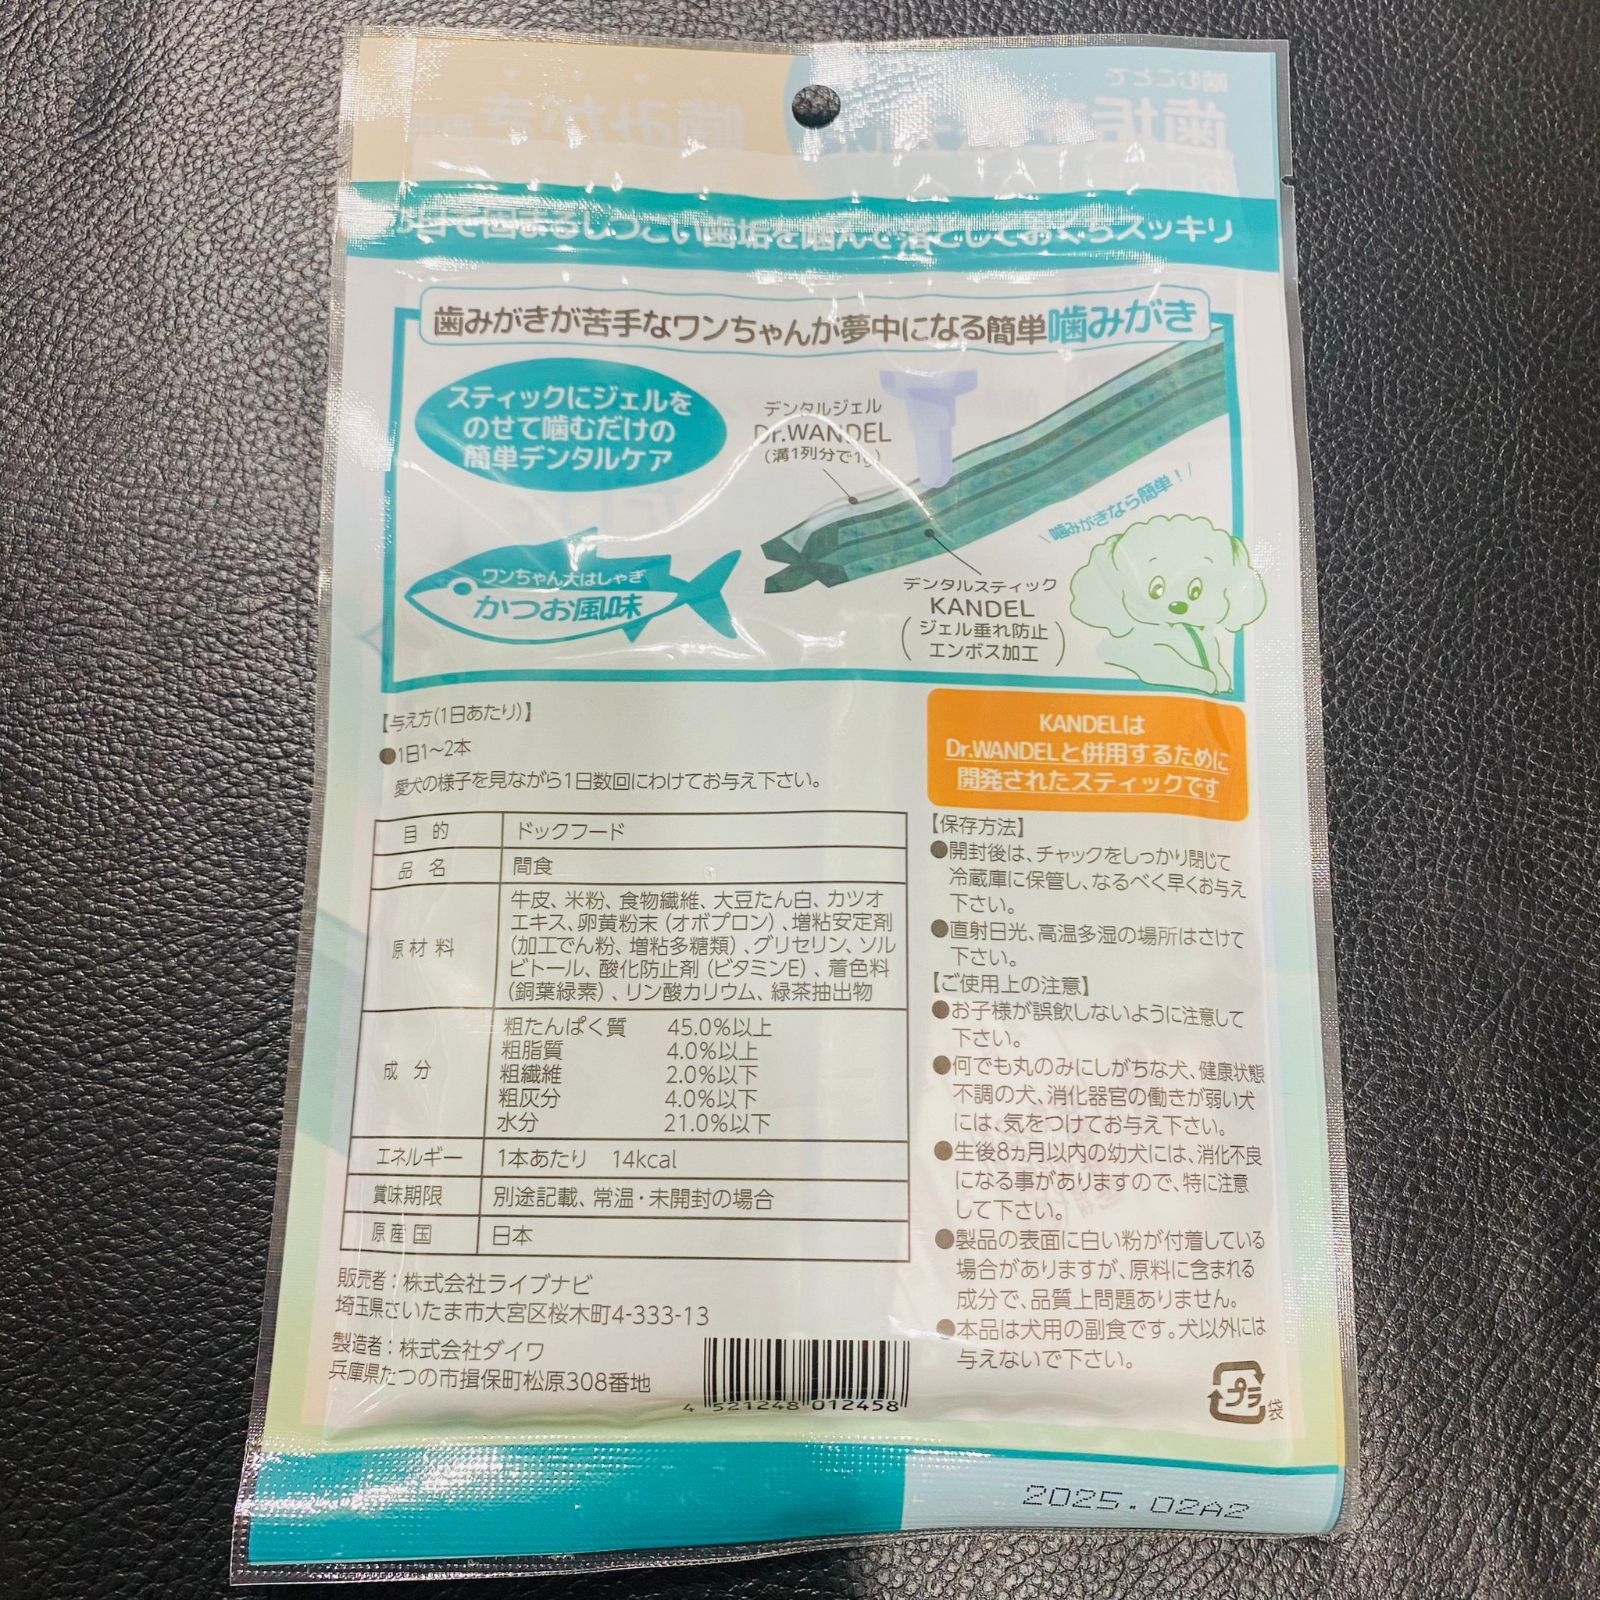 日で固まるしつこい歯垢を噛んで落としておくちスッキリ
歯みがきが苦手なワンちゃんが夢中になる簡単噛みがき
スティックにジェルを
のせて噛むだけの
簡単デンタルケア
デンタルジェル
Dr.WANDEL
(溝1列分で1g)
\噛みがきなら簡単!/
ワンちゃん大はしゃぎ
かつお風味
デンタルスティック
KANDEL
(ジェル垂れ防止
エンボス加工)
【与え方(1日あたり)】
●1日1~2本
愛犬の様子を見ながら1日数回にわけてお与え下さい。
KANDELは
Dr.WANDELと併用するために
開発されたスティックです
目 的 ドックフード
品 名 間食
原材料 牛皮、米粉、食物繊維、大豆たん白、カツオ
エキス、卵黄粉末(オボプロン)、増粘安定剤
(加工でん粉、増粘多糖類)、グリセリン、ソル
ビトール、酸化防止剤(ビタミンE)、着色料
(銅葉緑素)、リン酸カリウム、緑茶抽出物
成 分 粗たんぱく質 45.0%以上
粗脂質 4.0%以上
粗繊維 2.0%以下
粗灰分 4.0%以下
水分 21.0%以下
エネルギー 1本あたり 14kcal
賞味期限 別途記載、常温・未開封の場合
原産国 日本
販売者:株式会社ライブナビ
埼玉県さいたま市大宮区桜木町4-333-13
製造者:株式会社ダイワ
兵庫県たつの市揖保町松原308番地
4 521248 012458
【保存方法】
●開封後は、チャックをしっかり閉じて
冷蔵庫に保管し、なるべく早くお与え
下さい。
●直射日光、高温多湿の場所はさけて
下さい。
【ご使用上の注意】
●お子様が誤飲しないように注意して
下さい。
●何でも丸のみにしがちな犬、健康状態
不調の犬、消化器官の働きが弱い犬
には、気をつけてお与え下さい。
●生後8ヵ月以内の幼犬には、消化不良
になる事がありますので、特に注意
して下さい。
●製品の表面に白い粉が付着している
場合がありますが、原料に含まれる
成分で、品質上問題ありません。
●本品は犬用の副食です。犬以外には
与えないで下さい。
プラ
袋
2025.02A2